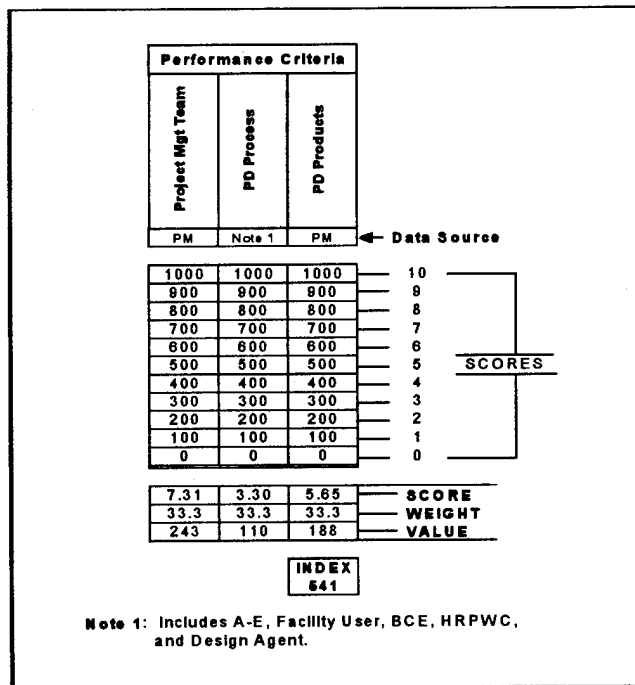 Performance Criteria
Project Mgt Team
PD Process
PD Products
PM Note 1 PM Data Source
1000 1000 1000 10
900 900 900 9
800 800 800 8
700 700 700 7
600 600 600 6
500 500 500 5 SCORES
400 400 400 4
300 300 300 3
200 200 200 2
100 100 100 1
0 0 0 0
7.31 3.30 5.65 SCORE
33.3 33.3 33.3 WEIGHT
243 110 188 VALUE
INDEX
541
Note 1: Includes A-E, Facility User, BCE, HRPWC,
and Design Agent.